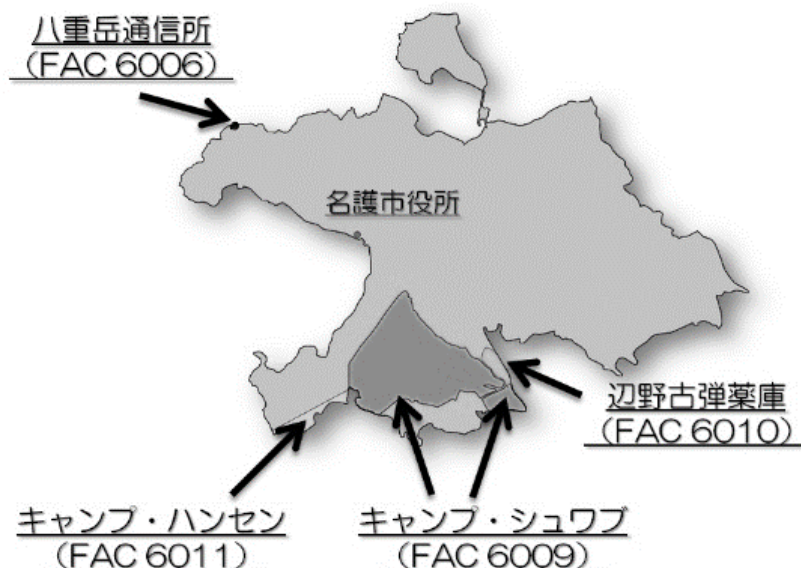 八重岳通信所
（FAC 6006）
名護市役所
辺野古弾薬庫
（FAC 6010）
キャンプ・ハンセン
（FAC 6011）
キャンプ・シュワブ
（FAC 6009）